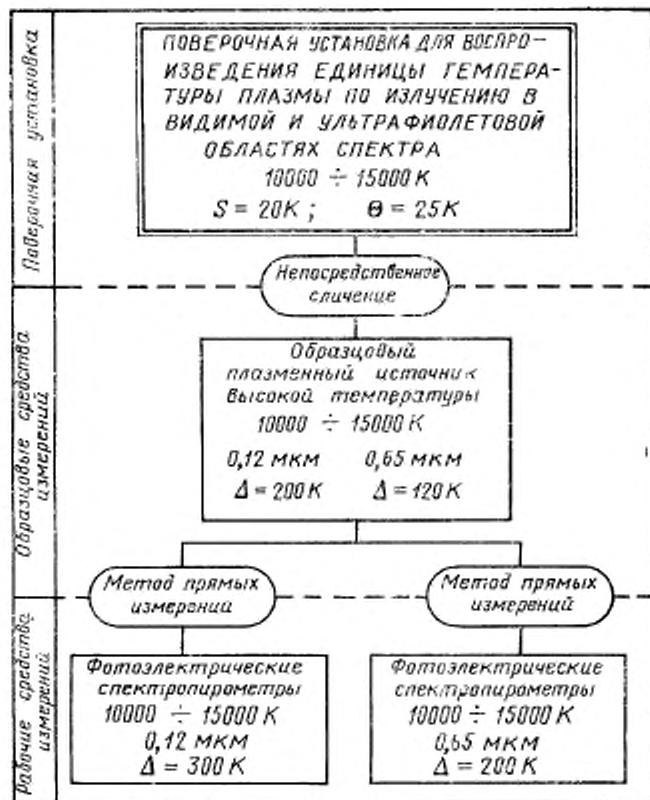 Поверочная установка
ПОВЕРОЧНАЯ УСТАНОВКА ДЛЯ ВОСПРО-
ИЗВЕДЕНИЯ ЕДИНИЦЫ ТЕМПЕРА-
ТУРЫ ПЛАЗМЫ ПО ИЗЛУЧЕНИЮ В
ВИДИМОЙ И УЛЬТРАФИОЛЕТОВОЙ
ОБЛАСТЯХ СПЕКТРА
10000 ÷ 15000 К
S = 20К ; Θ = 25К
Непосредственное
сличение
Образцовые средства
измерений
Образцовый
плазменный источник
высокой температуры
10000 ÷ 15000 К
0,12 мкм 0,65 мкм
Δ = 200 К Δ = 120 К
Метод прямых
измерений
Метод прямых
измерений
Рабочие средства
измерений
Фотоэлектрические
спектропирометры
10000 ÷ 15000 К
0,12 мкм
Δ = 300 К
Фотоэлектрические
спектропирометры
10000 ÷ 15000 К
0,65 мкм
Δ = 200 К